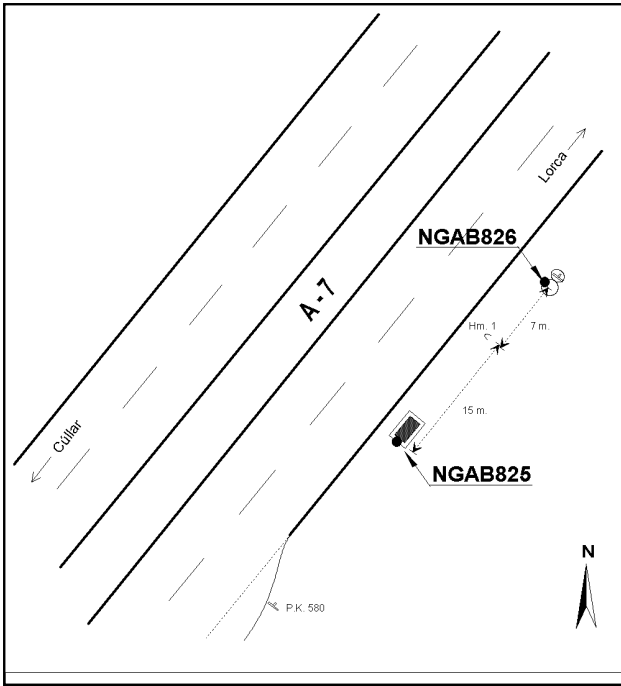 Lorca
NGAB826
A - 7
Hm. 1
7 m.
15 m.
Cúllar
NGAB825
N
P.K. 580